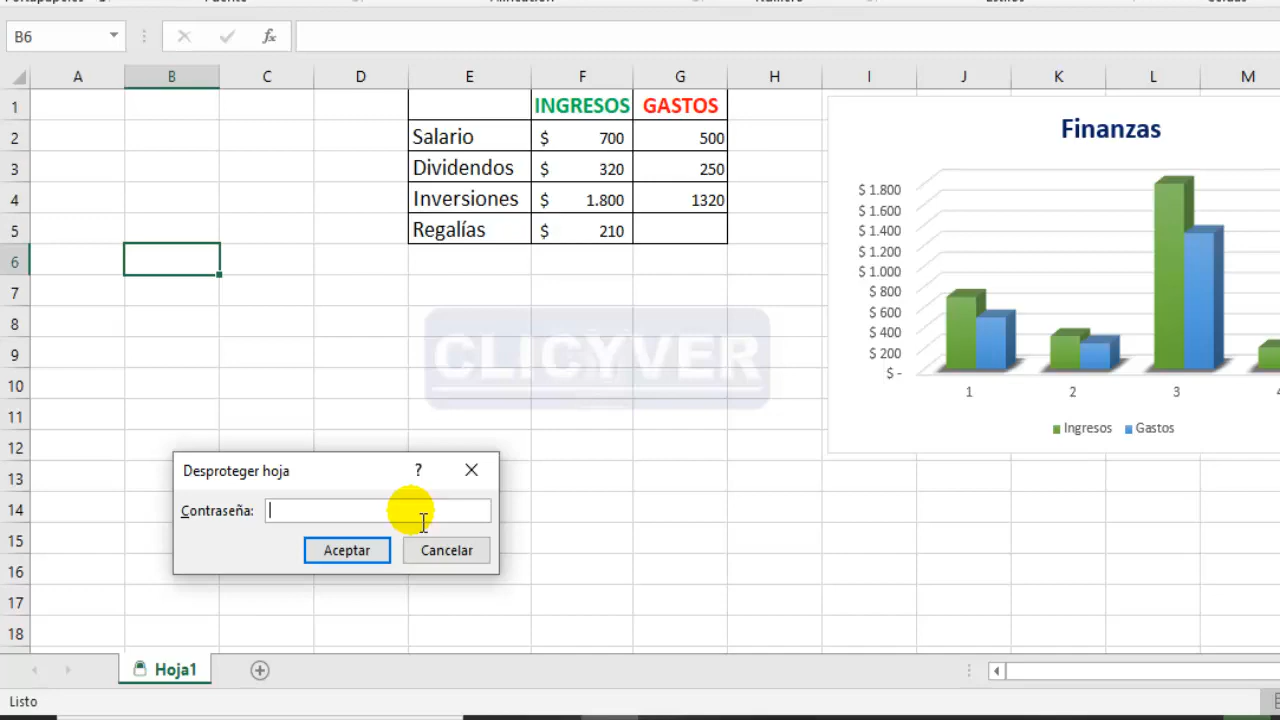 B6
fx
A B C D E F G H I J K L M
1 INGRESOS GASTOS
2 Salario $ 700 500
3 Dividendos $ 320 250
4 Inversiones $ 1.800 1320
5 Regalías $ 210
6
7
8
9
10
11
12
13
14
15
16
17
18
Finanzas
$ 1.800
$ 1.600
$ 1.400
$ 1.200
$ 1.000
$ 800
$ 600
$ 400
$ 200
$ -
1 2 3
Ingresos Gastos
CLICYVER
Desproteger hoja ?
Contraseña:
Aceptar Cancelar
Hoja1
Listo